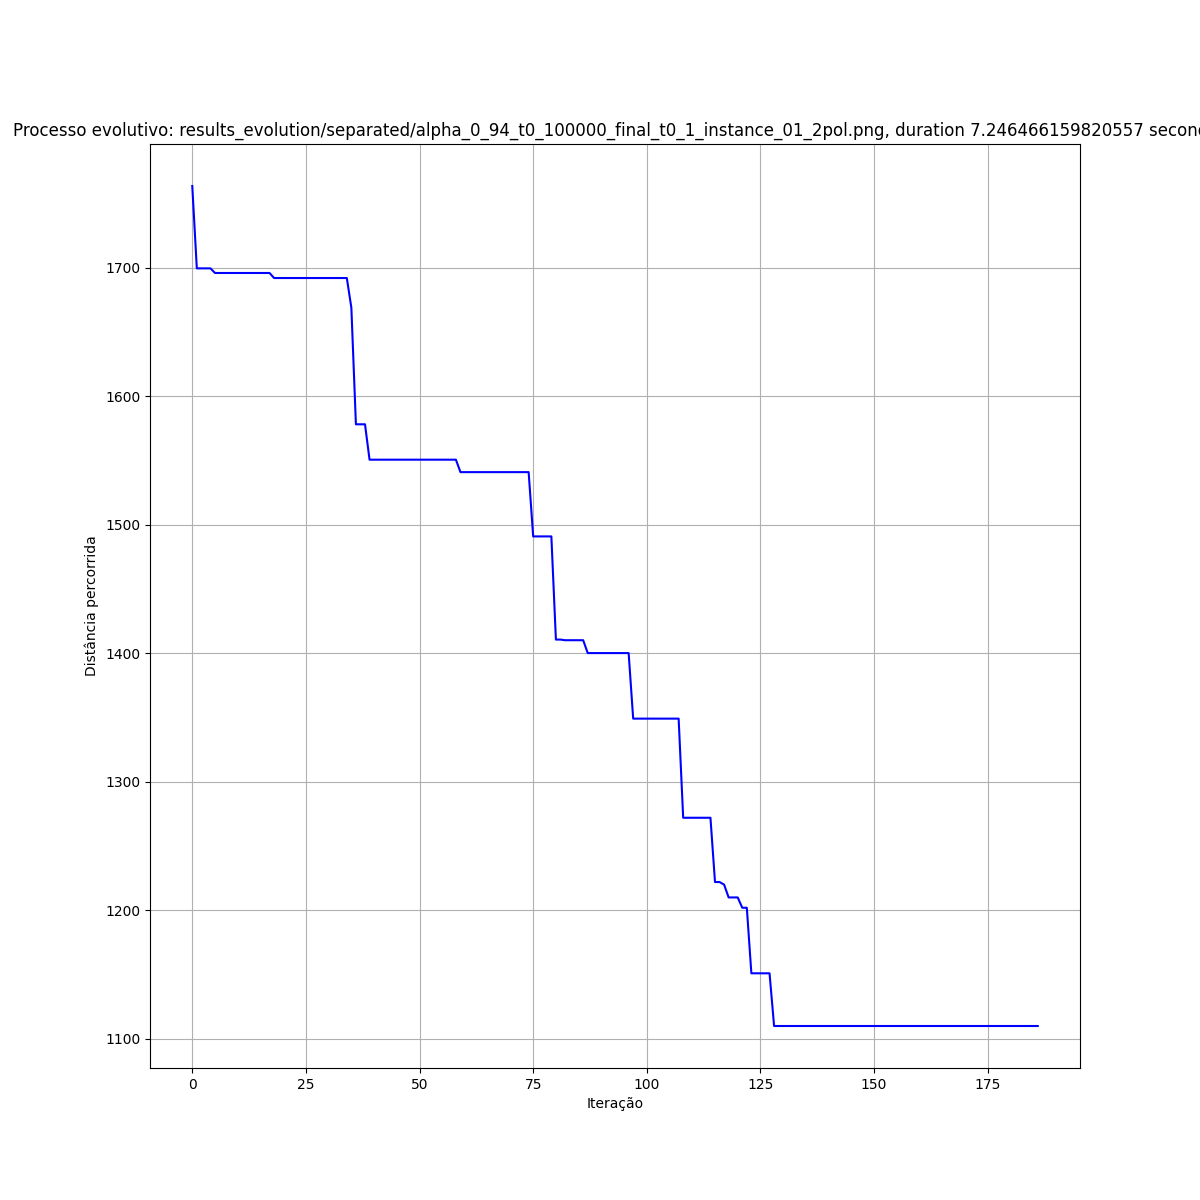 Processo evolutivo: results_evolution/separated/alpha_0_94_t0_100000_final_t0_1_instance_01_2pol.png, duration 7.246466159820557
1700
1600
1500
1400
1300
1200
1100
Distância percorrida
0 25 50 75 100 125 150 175
Iteração